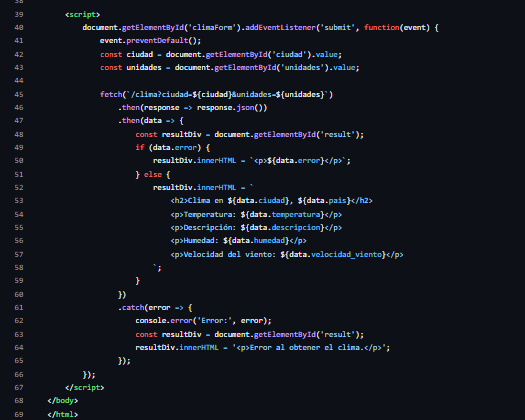 38
39 <script>
40 document.getElementById('climaForm').addEventListener('submit', function(event) {
41 event.preventDefault();
42 const ciudad = document.getElementById('ciudad').value;
43 const unidades = document.getElementById('unidades').value;
44
45 fetch(`/clima?ciudad=${ciudad}&unidades=${unidades}`)
46 .then(response => response.json())
47 .then(data => {
48 const resultDiv = document.getElementById('result');
49 if (data.error) {
50 resultDiv.innerHTML = `<p>${data.error}</p>`;
51 } else {
52 resultDiv.innerHTML = `
53 <h2>Clima en ${data.ciudad}, ${data.pais}</h2>
54 <p>Temperatura: ${data.temperatura}</p>
55 <p>Descripción: ${data.descripcion}</p>
56 <p>Humedad: ${data.humedad}</p>
57 <p>Velocidad del viento: ${data.velocidad_viento}</p>
58 `;
59 }
60 })
61 .catch(error => {
62 console.error('Error:', error);
63 const resultDiv = document.getElementById('result');
64 resultDiv.innerHTML = '<p>Error al obtener el clima.</p>';
65 });
66 });
67 </script>
68 </body>
69 </html>